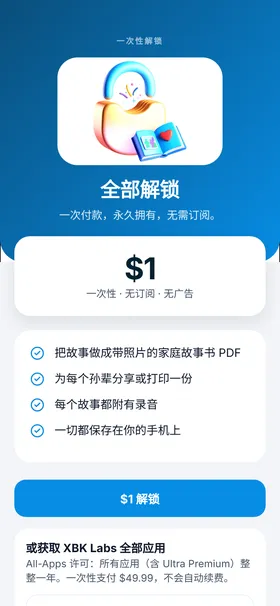 一次性解锁
全部解锁
一次付款，永久拥有，无需订阅。
$1
一次性 · 无订阅 · 无广告
把故事做成带照片的家庭故事书 PDF
为每个孙辈分享或打印一份
每个故事都附有录音
一切都保存在你的手机上
$1 解锁
或获取 XBK Labs 全部应用
All-Apps 许可：所有应用（含 Ultra Premium）整
整一年。一次性支付 $49.99，不会自动续费。